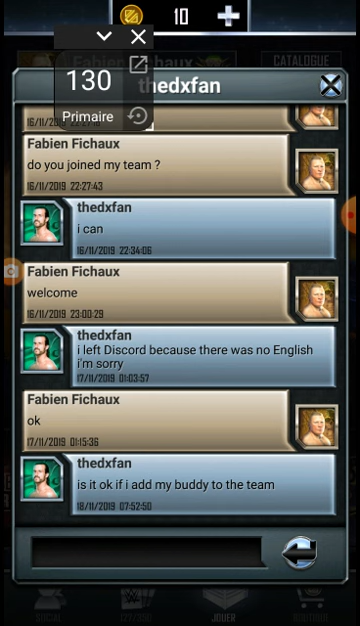 10
Fabien Fichaux
CATALOGUE
130
Primaire
thedxfan
Fabien Fichaux
do you joined my team ?
16/11/2019 22:27:43
thedxfan
i can
16/11/2019 22:34:06
Fabien Fichaux
welcome
16/11/2019 23:00:29
thedxfan
i left Discord because there was no English
i'm sorry
17/11/2019 01:03:57
Fabien Fichaux
ok
17/11/2019 01:15:36
thedxfan
is it ok if i add my buddy to the team
18/11/2019 07:52:50
SOCIAL
JOUER